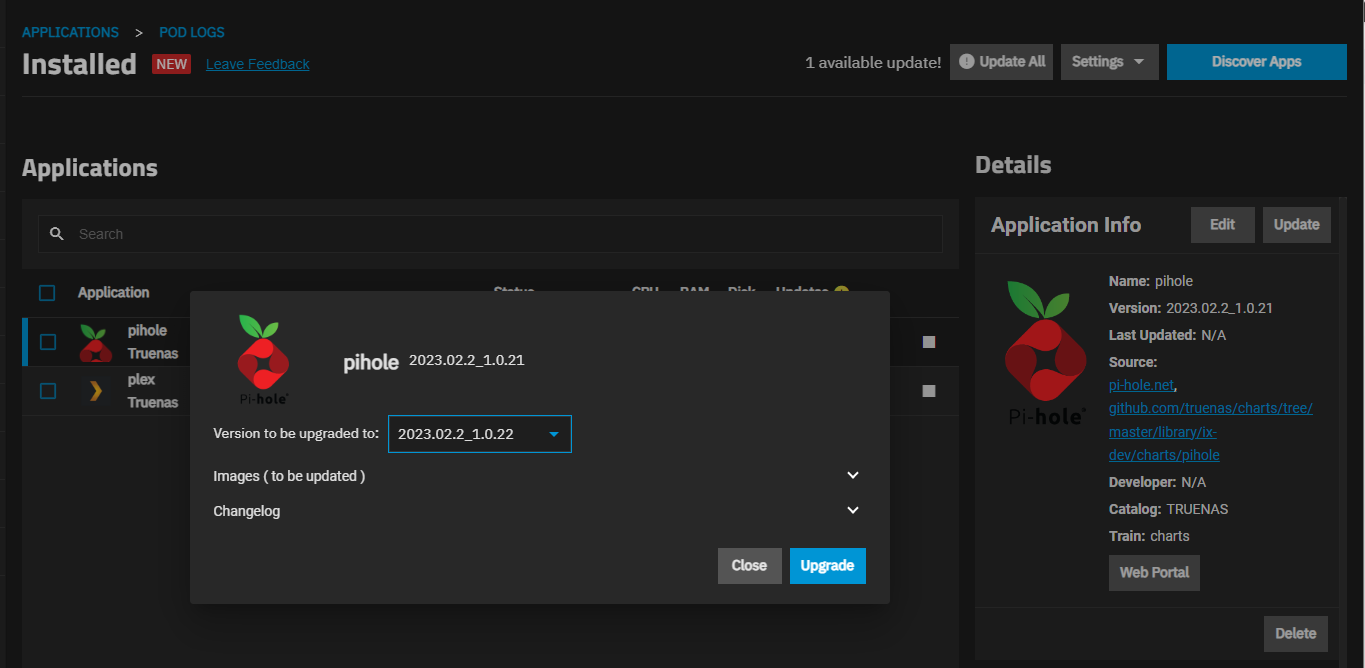 APPLICATIONS > POD LOGS
Installed NEW Leave Feedback
1 available update! Update All Settings Discover Apps
Applications
Search
Application Status CPU RAM Disk Updates
pihole
Truenas
plex
Truenas
pihole 2023.02.2_1.0.21
Pi-hole®
Version to be upgraded to: 2023.02.2_1.0.22
Images ( to be updated )
Changelog
Close Upgrade
Details
Application Info Edit Update
Pi-hole®
Name: pihole
Version: 2023.02.2_1.0.21
Last Updated: N/A
Source:
pi-hole.net,
github.com/truenas/charts/tree/
master/library/ix-
dev/charts/pihole
Developer: N/A
Catalog: TRUENAS
Train: charts
Web Portal
Delete